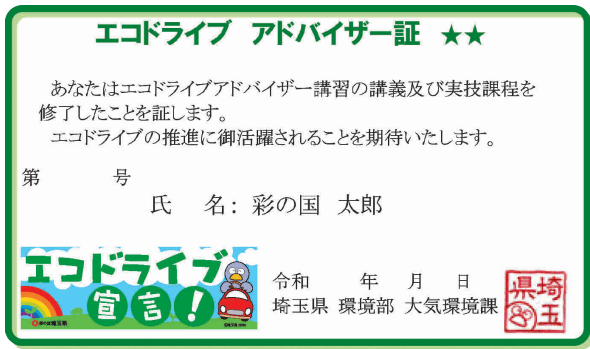 エコドライブ アドバイザー証 ★★
あなたはエコドライブアドバイザー講習の講義及び実技課程を
修了したことを証します。
エコドライブの推進に御活躍されることを期待いたします。
第 号
氏 名: 彩の国 太郎
エコドライブ
宣言!
彩の国埼玉県
令和 年 月 日
埼玉県 環境部 大気環境課
埼玉県